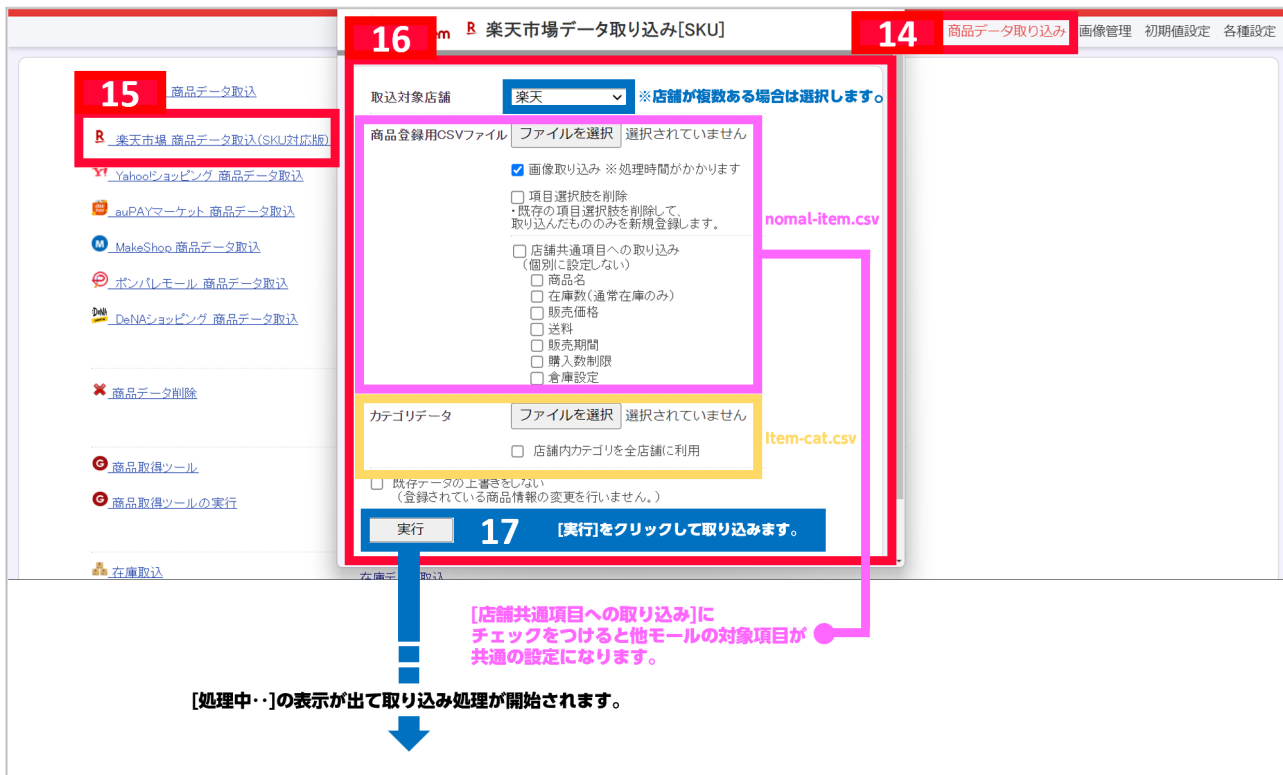 14
商品データ取り込み 画像管理 初期値設定 各種設定
15
商品データ取込
楽天市場 商品データ取込(SKU対応版)
Yahoo!ショッピング 商品データ取込
auPAYマーケット 商品データ取込
MakeShop 商品データ取込
ポンパレモール 商品データ取込
DeNAショッピング 商品データ取込
商品データ削除
商品取得ツール
商品取得ツールの実行
在庫取込
16
em R 楽天市場データ取り込み[SKU]
取込対象店舗 楽天 ※店舗が複数ある場合は選択します。
商品登録用CSVファイル ファイルを選択 選択されていません
画像取り込み ※処理時間がかかります
項目選択肢を削除
・既存の項目選択肢を削除して、
取り込んだもののみを新規登録します。
nomal-item.csv
店舗共通項目への取り込み
(個別に設定しない)
商品名
在庫数(通常在庫のみ)
販売価格
送料
販売期間
購入数制限
倉庫設定
カテゴリデータ ファイルを選択 選択されていません
Item-cat.csv
店舗内カテゴリを全店舗に利用
既存データの上書きをしない
(登録されている商品情報の変更を行いません。)
実行 17 [実行]をクリックして取り込みます。
[店舗共通項目への取り込み]に
チェックをつけると他モールの対象項目が
共通の設定になります。
[処理中‥]の表示が出て取り込み処理が開始されます。